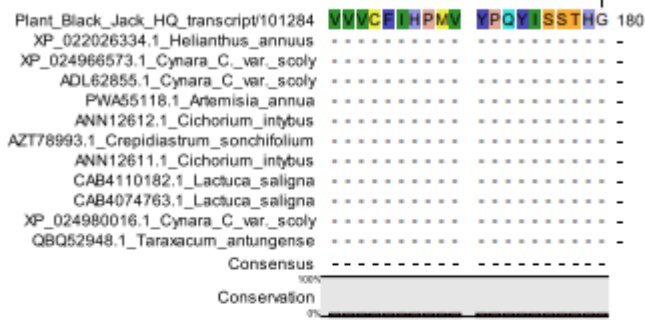 Plant_Black_Jack_HQ_transcript/101284 VVVCFIHPMV YPQYISSTHG 180
XP_022026334.1_Helianthus_annuus ---------- ---------- -
XP_024966573.1_Cynara_C._var._scoly ---------- ---------- -
ADL62855.1_Cynara_C_var._scoly ---------- ---------- -
PWA55118.1_Artemisia_annua ---------- ---------- -
ANN12612.1_Cichorium_intybus ---------- ---------- -
AZT78993.1_Crepidiastrum_sonchifolium ---------- ---------- -
ANN12611.1_Cichorium_intybus ---------- ---------- -
CAB4110182.1_Lactuca_saligna ---------- ---------- -
CAB4074763.1_Lactuca_saligna ---------- ---------- -
XP_024980016.1_Cynara_C_var._scoly ---------- ---------- -
QBQ52948.1_Taraxacum_antungense ---------- ---------- -
Consensus ---------- ----------
100%
Conservation
0%